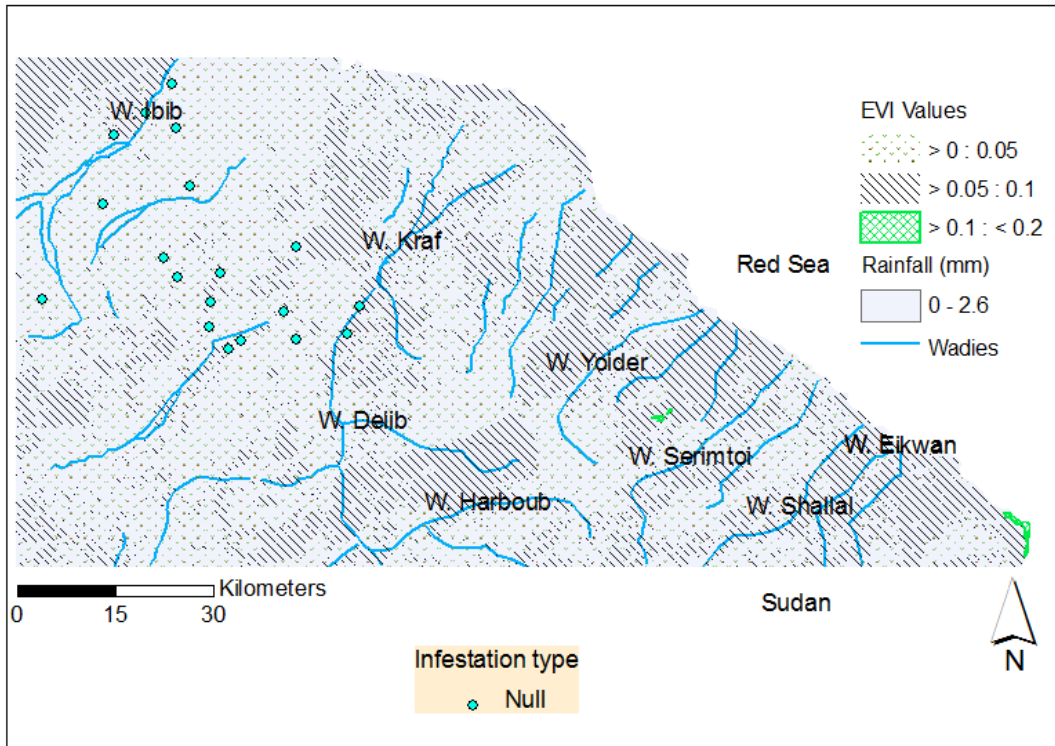 W. Ibib
W. Kraf
Red Sea
W. Yoider
W. Delib
W. Serimtoi
W. Eikwan
W. Harboub
W. Shallal
EVI Values
> 0 : 0.05
> 0.05 : 0.1
> 0.1 : < 0.2
Rainfall (mm)
0 - 2.6
Wadies
Kilometers
0 15 30
Sudan
N
Infestation type
Null